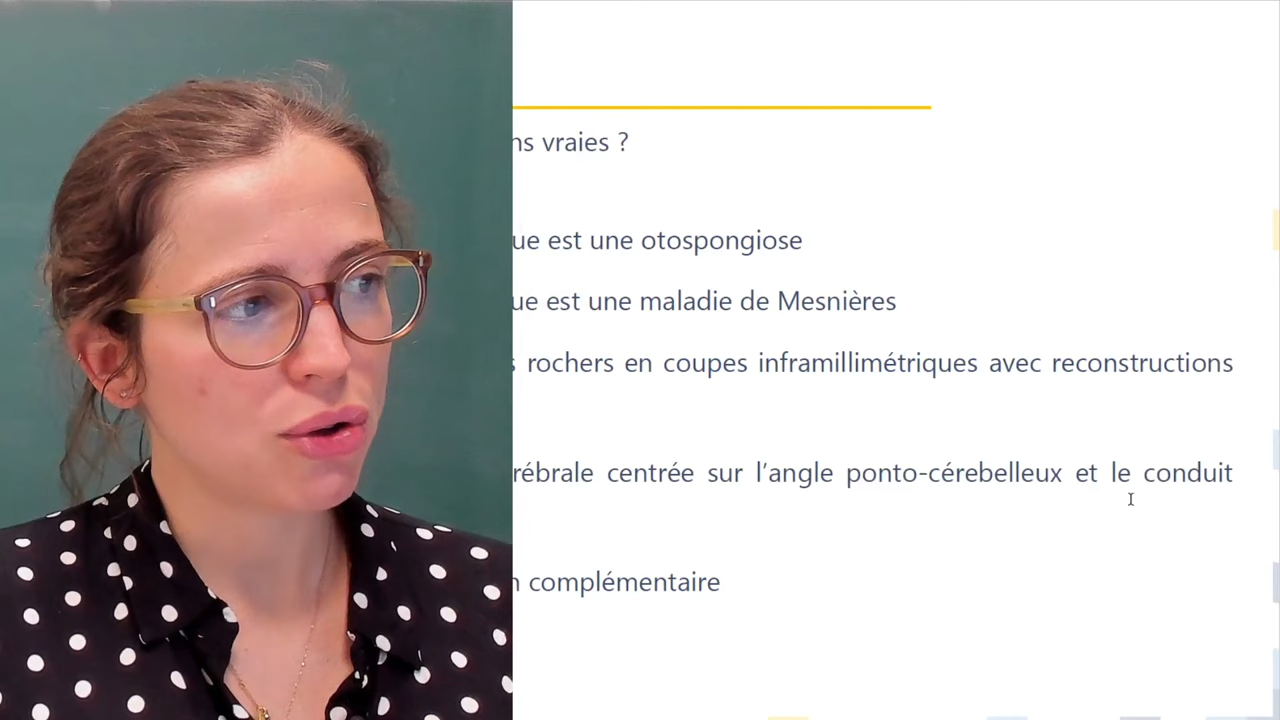 ns vraies ?
ue est une otospongiose
ue est une maladie de Mesnières
s rochers en coupes inframillimétriques avec reconstructions
rébrale centrée sur l'angle ponto-cérebelleux et le conduit
n complémentaire